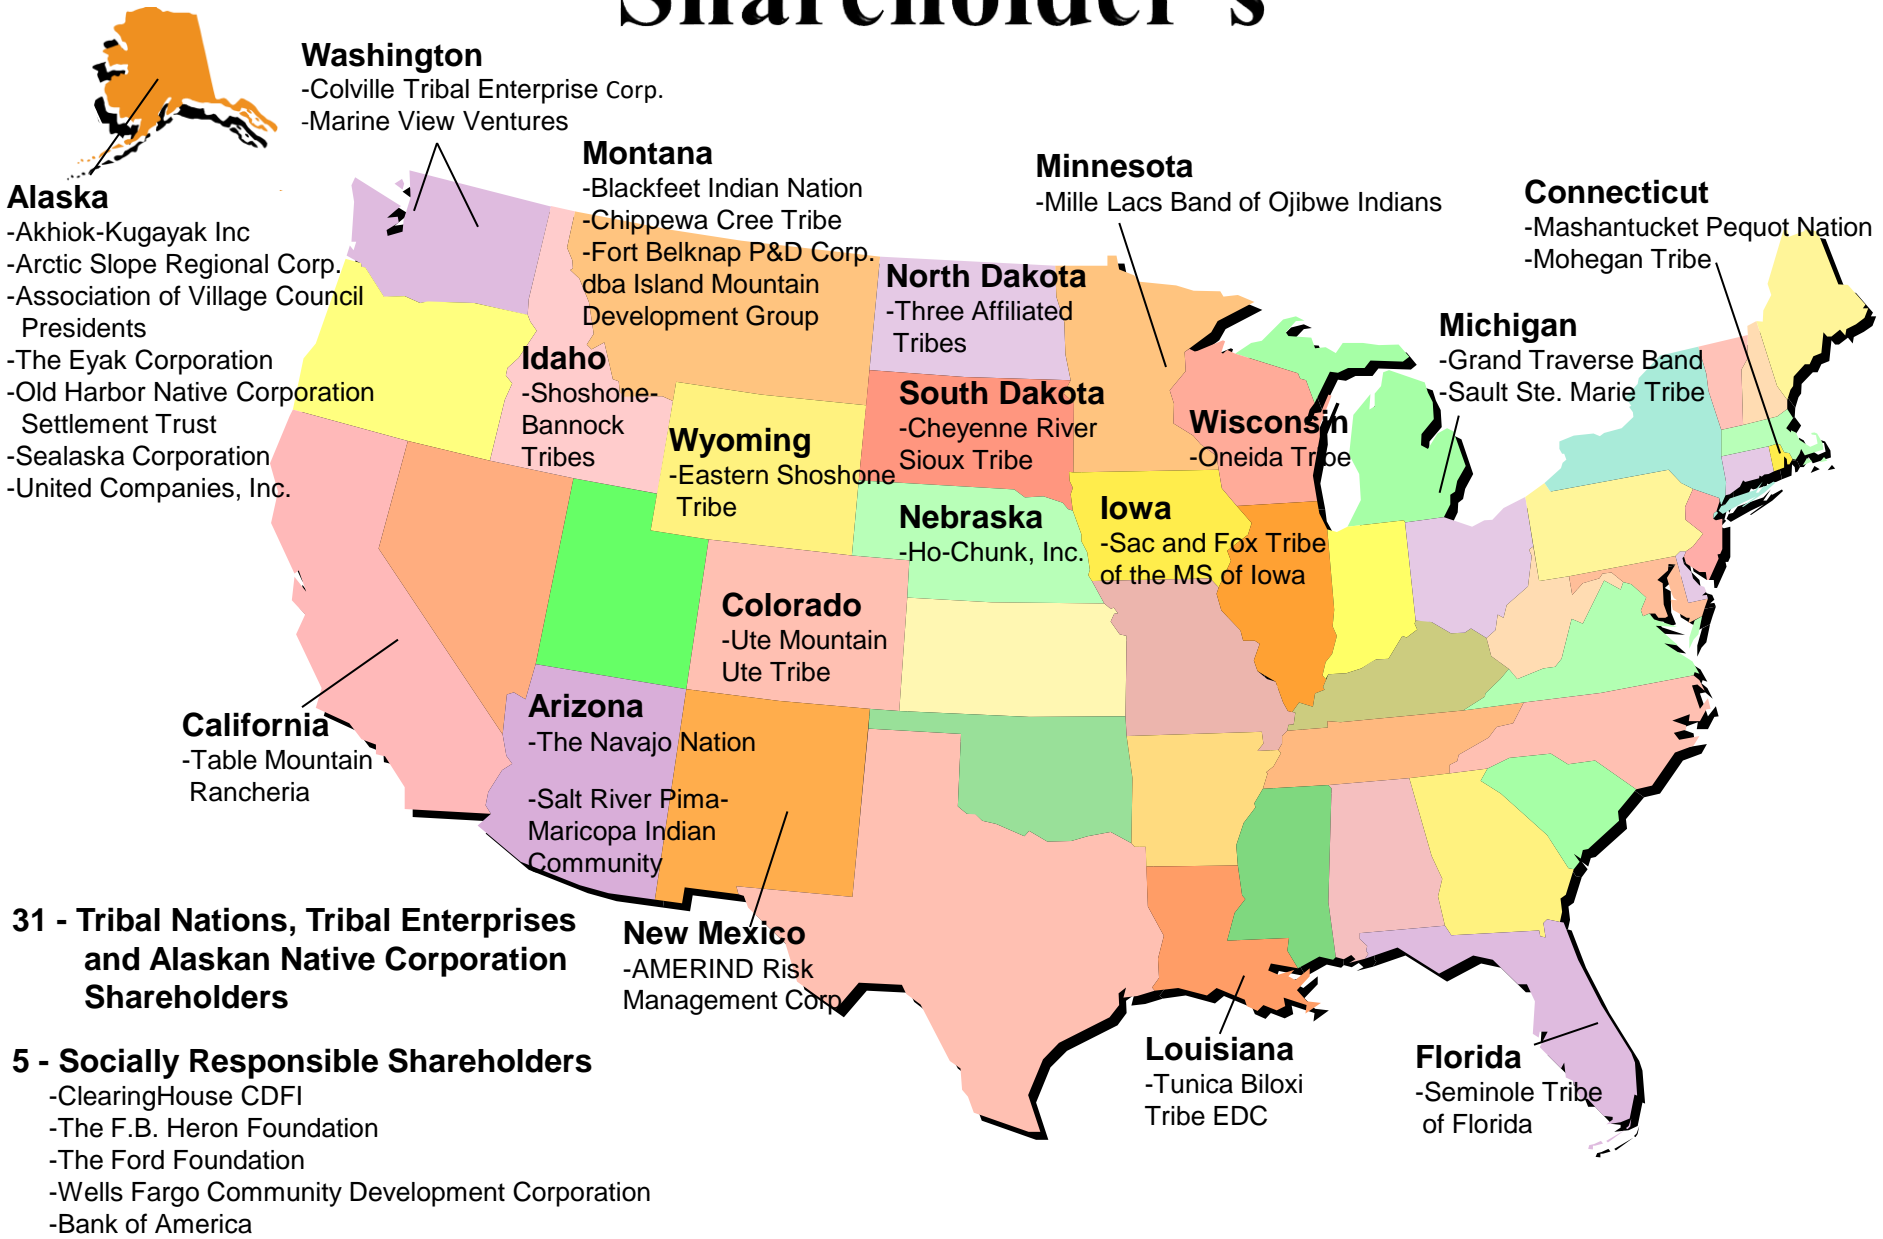 Shareholder's
Washington
-Colville Tribal Enterprise Corp.
-Marine View Ventures
Montana
-Blackfeet Indian Nation
-Chippewa Cree Tribe
-Fort Belknap P&D Corp.
dba Island Mountain
Development Group
Minnesota
-Mille Lacs Band of Ojibwe Indians
Connecticut
-Mashantucket Pequot Nation
-Mohegan Tribe
Alaska
-Akhiok-Kugayak Inc
-Arctic Slope Regional Corp.
-Association of Village Council
Presidents
-The Eyak Corporation
-Old Harbor Native Corporation
Settlement Trust
-Sealaska Corporation
-United Companies, Inc.
North Dakota
-Three Affiliated
Tribes
Michigan
-Grand Traverse Band
-Sault Ste. Marie Tribe
Idaho
-Shoshone-
Bannock
Tribes
South Dakota
-Cheyenne River
Sioux Tribe
Wisconsin
-Oneida Tribe
Wyoming
-Eastern Shoshone
Tribe
Nebraska
-Ho-Chunk, Inc.
Iowa
-Sac and Fox Tribe
of the MS of Iowa
Colorado
-Ute Mountain
Ute Tribe
California
-Table Mountain
Rancheria
Arizona
-The Navajo Nation
-Salt River Pima-
Maricopa Indian
Community
New Mexico
-AMERIND Risk
Management Corp
Louisiana
-Tunica Biloxi
Tribe EDC
Florida
-Seminole Tribe
of Florida
31 - Tribal Nations, Tribal Enterprises
and Alaskan Native Corporation
Shareholders
5 - Socially Responsible Shareholders
-ClearingHouse CDFI
-The F.B. Heron Foundation
-The Ford Foundation
-Wells Fargo Community Development Corporation
-Bank of America